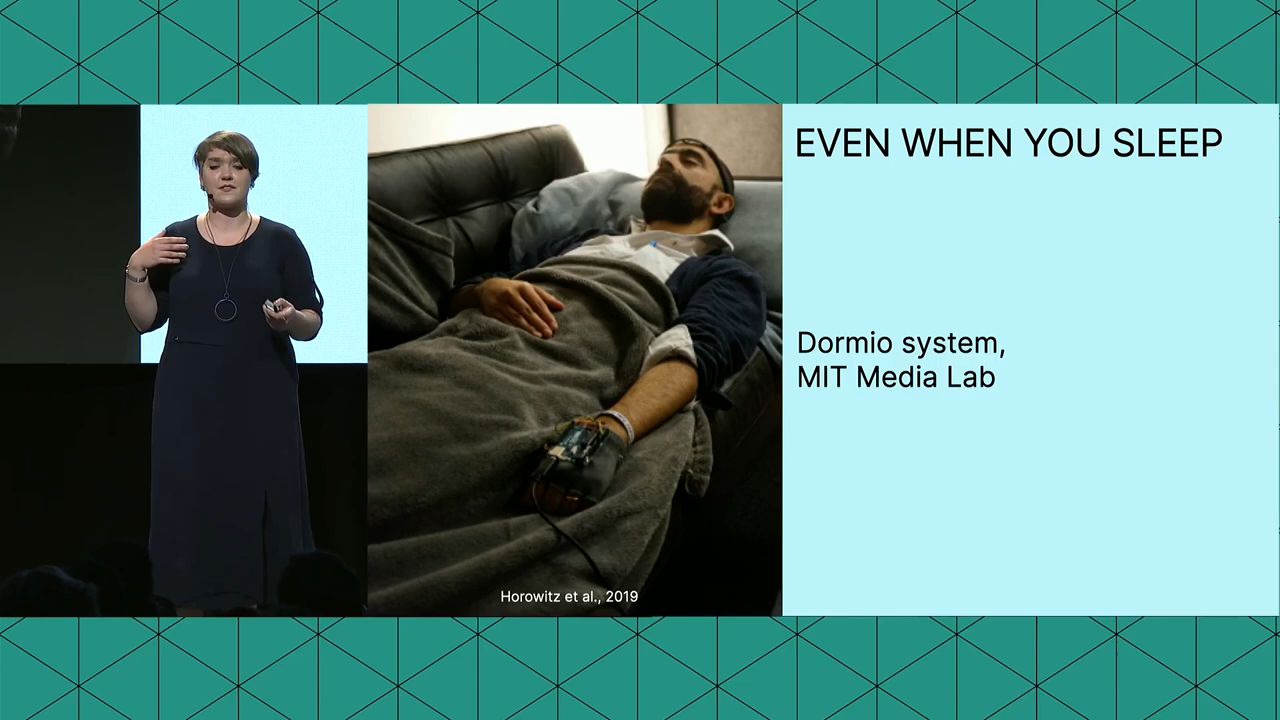 EVEN WHEN YOU SLEEP
Dormio system,
MIT Media Lab
Horowitz et al., 2019